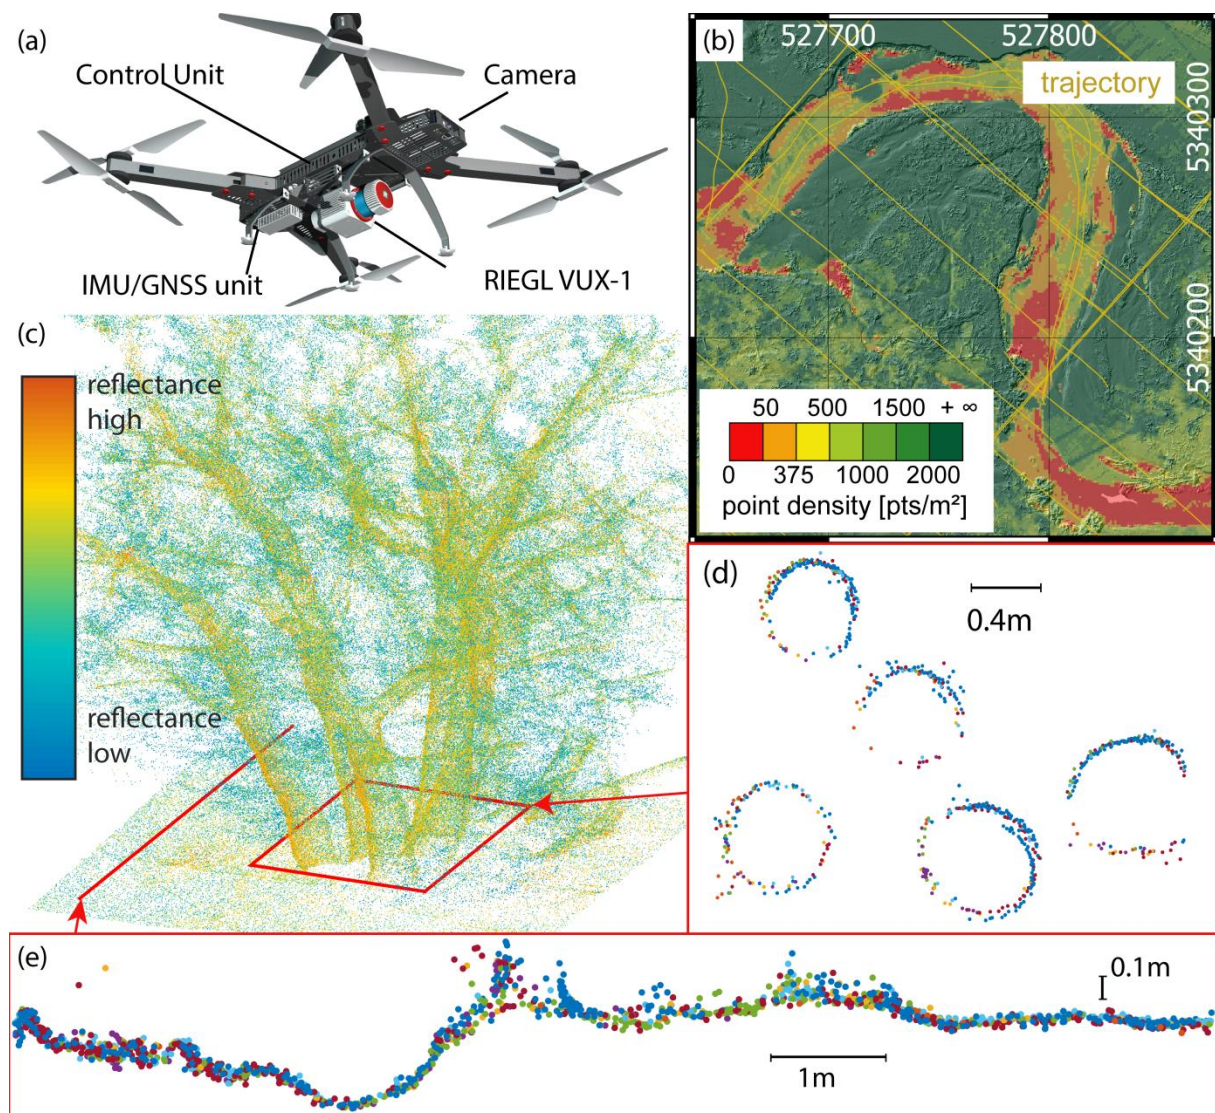 (a)
Control Unit
Camera
IMU/GNSS unit
RIEGL VUX-1
(b)
527700
527800
trajectory
5340300
5340200
50 500 1500 + ∞
0 375 1000 2000
point density [pts/m²]
(c)
reflectance
high
reflectance
low
(d)
0.4m
(e)
0.1m
1m